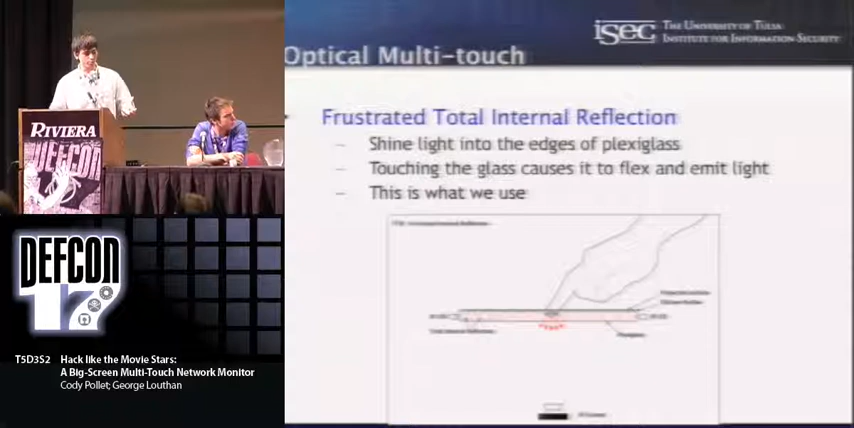 RIVIERA
DEFCON
DEFCON
17
T5D3S2 Hack like the Movie Stars:
A Big-Screen Multi-Touch Network Monitor
Cody Pollet; George Louthan
isec THE UNIVERSITY OF TULSA
INSTITUTE FOR INFORMATION SECURITY
Optical Multi-touch
Frustrated Total Internal Reflection
– Shine light into the edges of plexiglass
– Touching the glass causes it to flex and emit light
– This is what we use